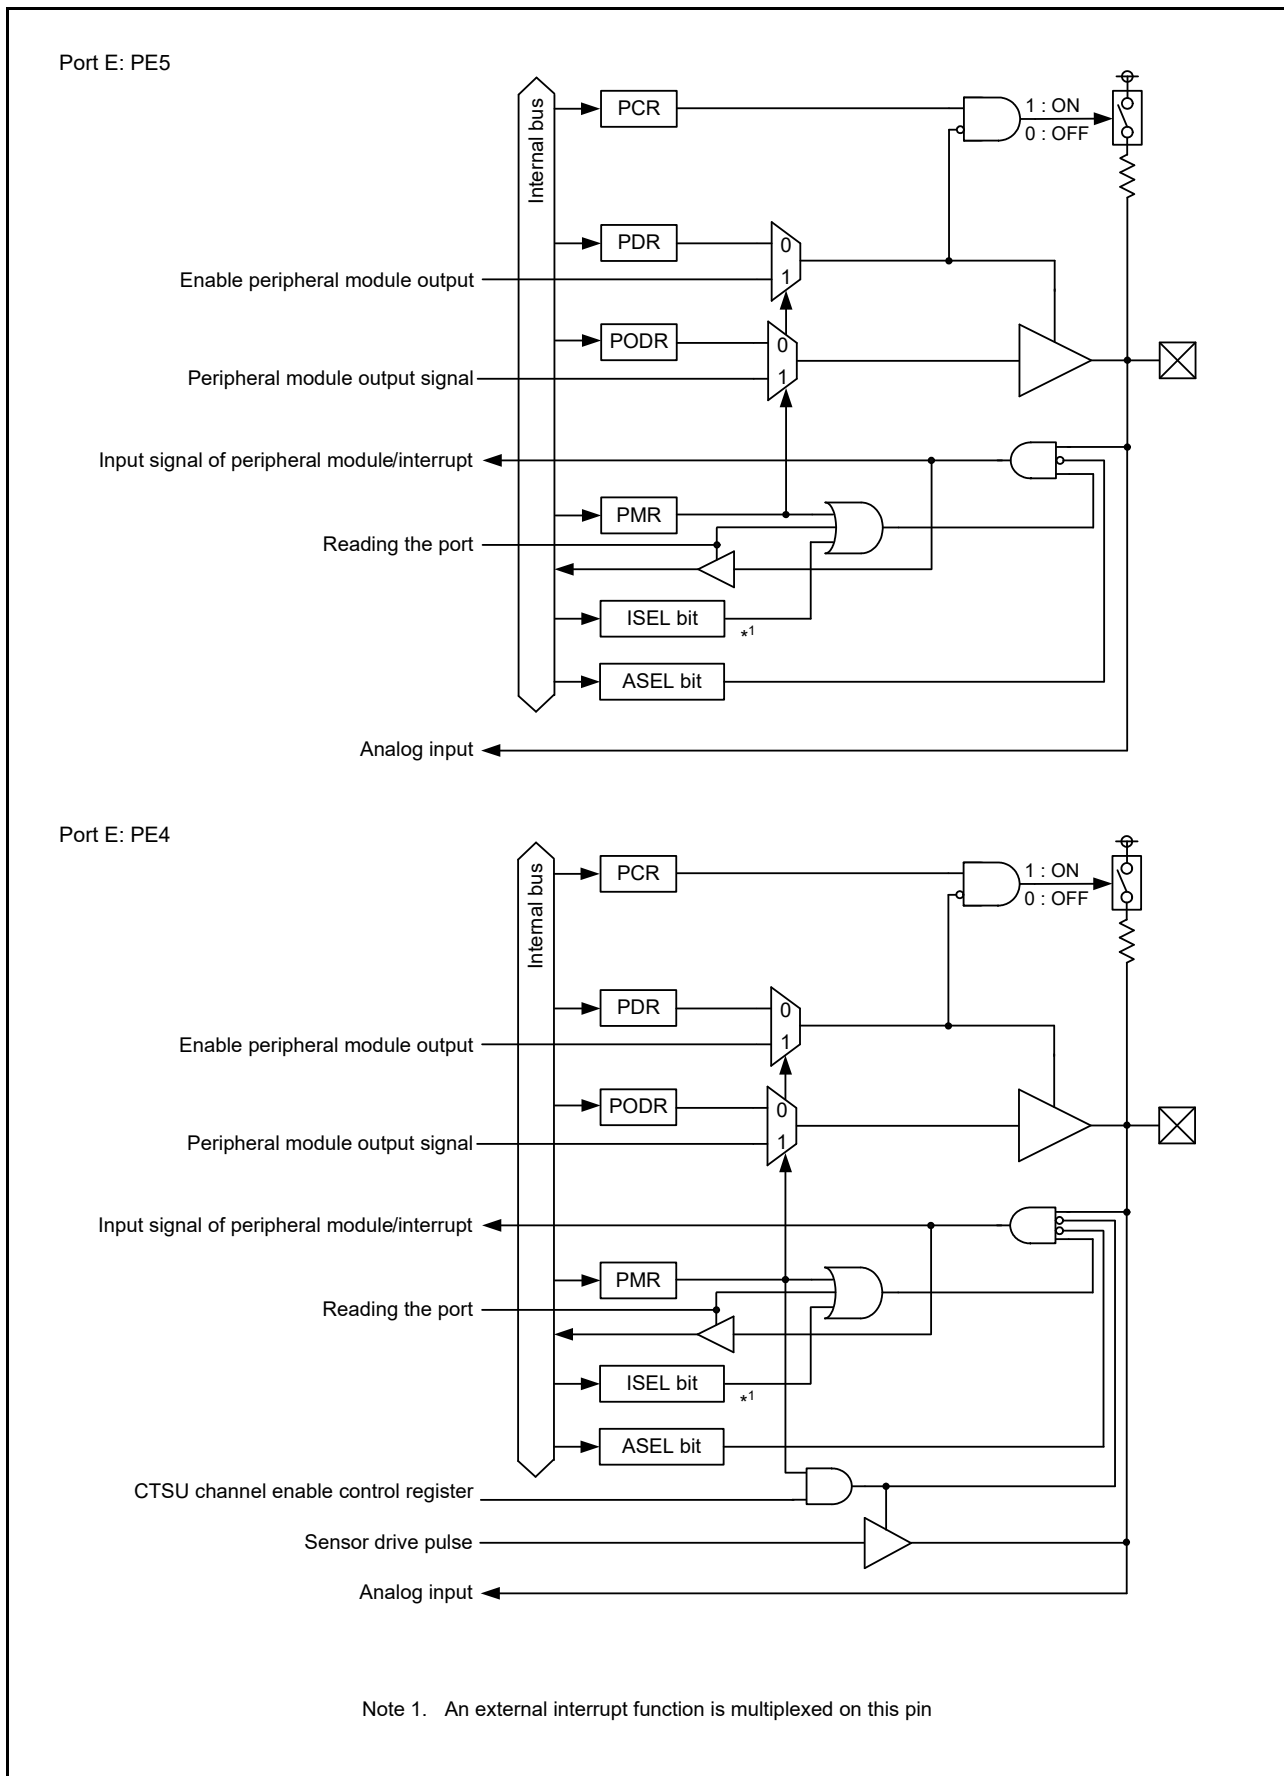 Port E: PE5
Internal bus
PCR
1 : ON
0 : OFF
PDR
0
1
Enable peripheral module output
PODR
0
1
Peripheral module output signal
Input signal of peripheral module/interrupt
PMR
Reading the port
ISEL bit
*1
ASEL bit
Analog input
Port E: PE4
Internal bus
PCR
1 : ON
0 : OFF
PDR
0
1
Enable peripheral module output
PODR
0
1
Peripheral module output signal
Input signal of peripheral module/interrupt
PMR
Reading the port
ISEL bit
*1
ASEL bit
CTSU channel enable control register
Sensor drive pulse
Analog input
Note 1. An external interrupt function is multiplexed on this pin